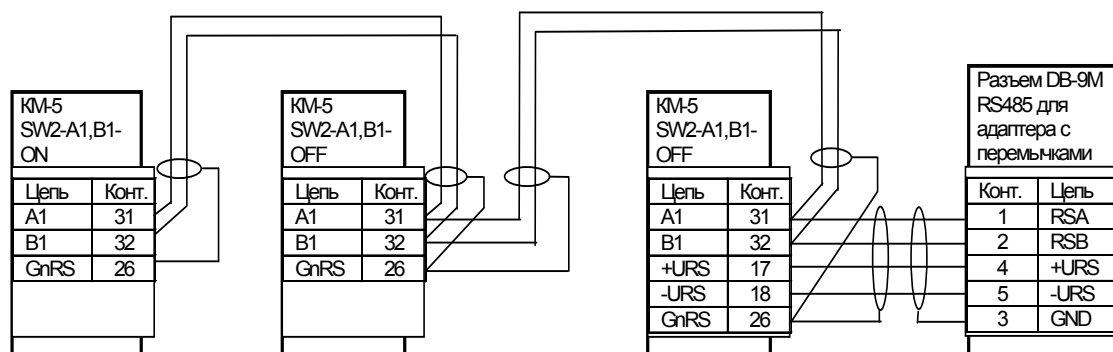 КМ-5
SW2-A1,B1-
ON
Цепь Конт.
A1 31
B1 32
GnRS 26
КМ-5
SW2-A1,B1-
OFF
Цепь Конт.
A1 31
B1 32
GnRS 26
КМ-5
SW2-A1,B1-
OFF
Цепь Конт.
A1 31
B1 32
+URS 17
-URS 18
GnRS 26
Разъем DB-9M
RS485 для
адаптера с
перемычками
Конт. Цепь
1 RSA
2 RSB
4 +URS
5 -URS
3 GND